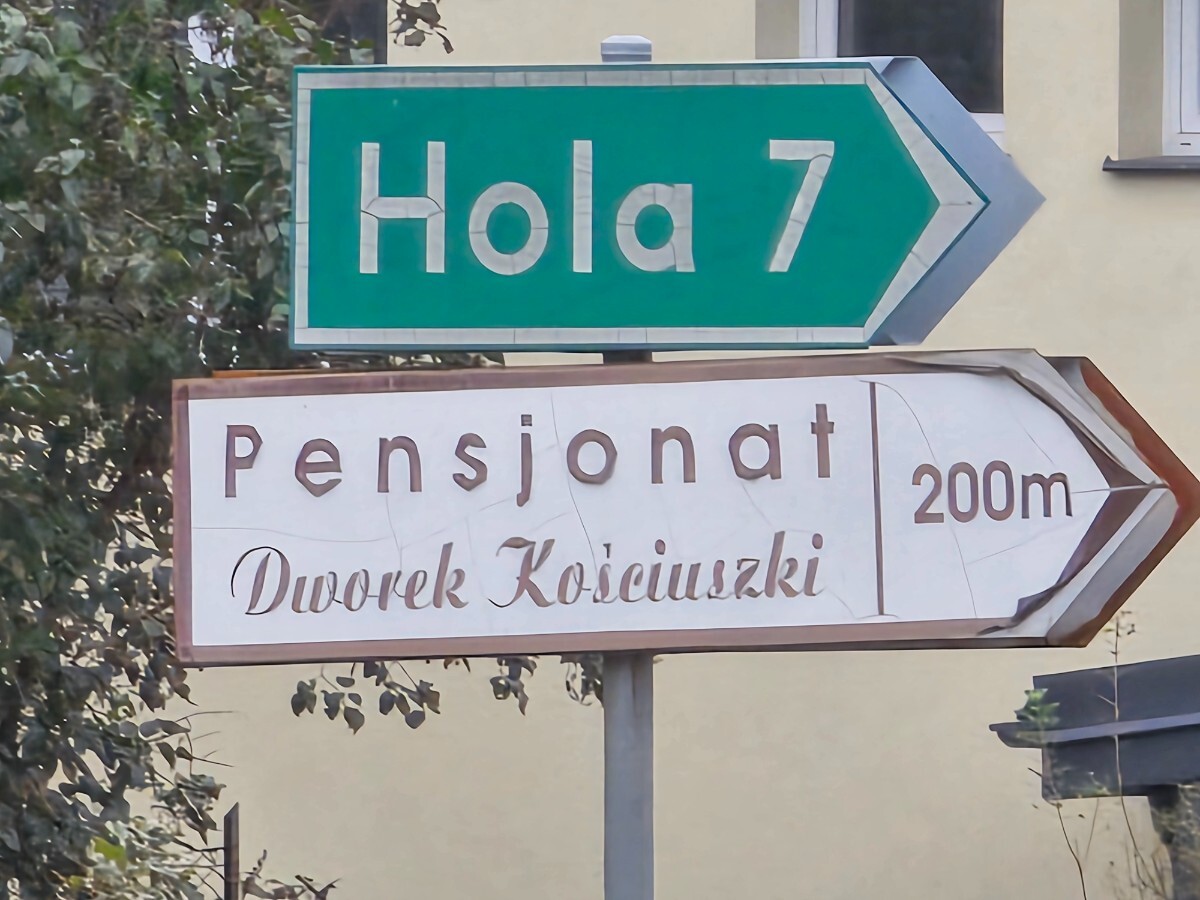 Hola 7
Pensjonat
200m
Dworek Kościuszki